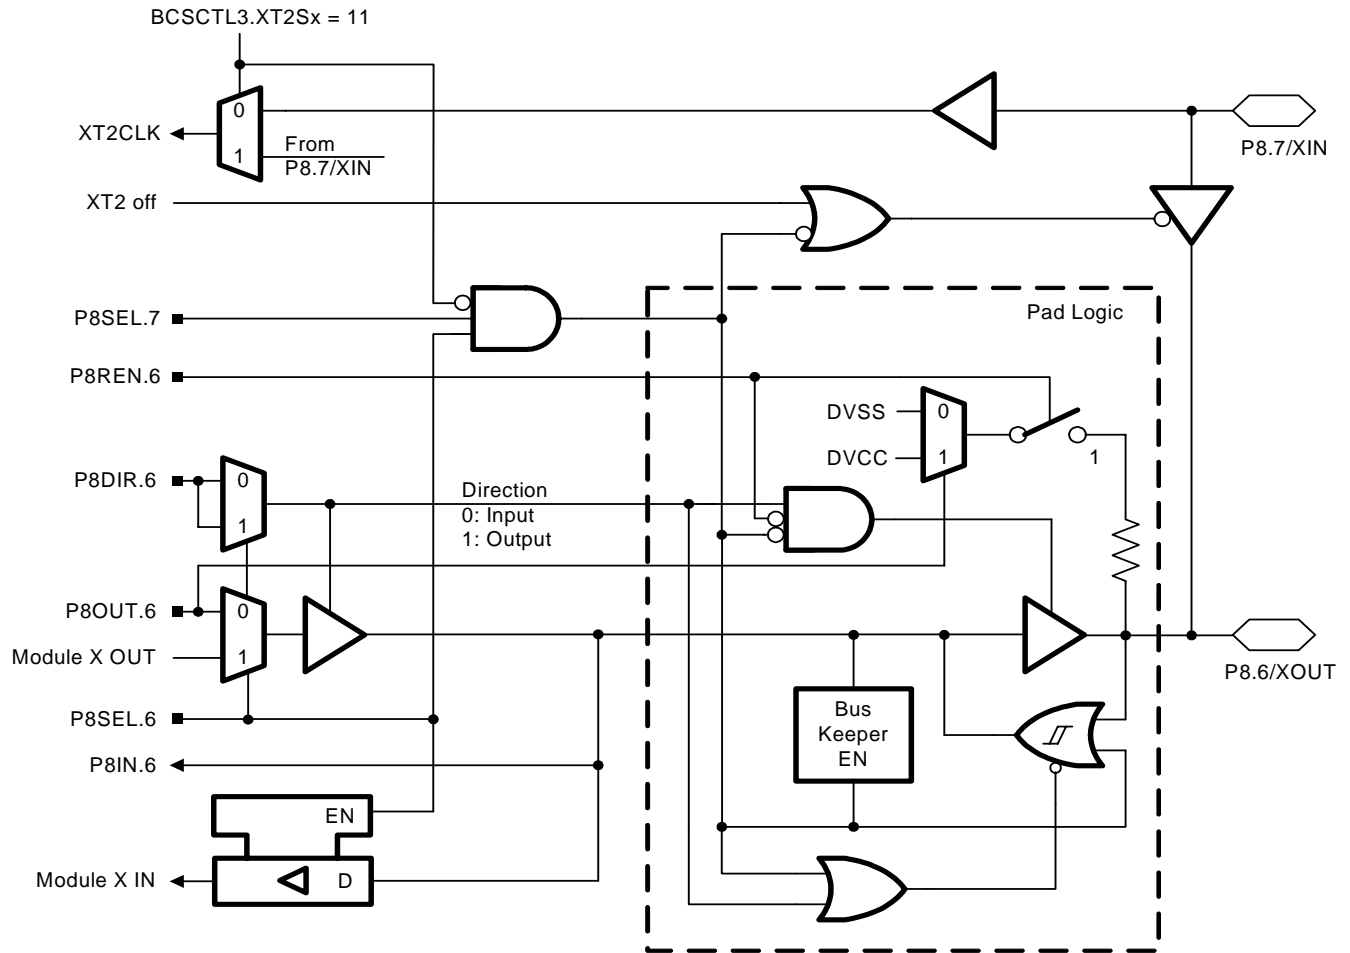 BCSCTL3.XT2Sx = 11
0
XT2CLK
1
From
P8.7/XIN
P8.7/XIN
XT2 off
Pad Logic
P8SEL.7
P8REN.6
DVSS
0
DVCC
1
1
P8DIR.6
0
1
Direction
0: Input
1: Output
P8OUT.6
0
Module X OUT
1
P8.6/XOUT
P8SEL.6
Bus
Keeper
EN
P8IN.6
EN
Module X IN
D